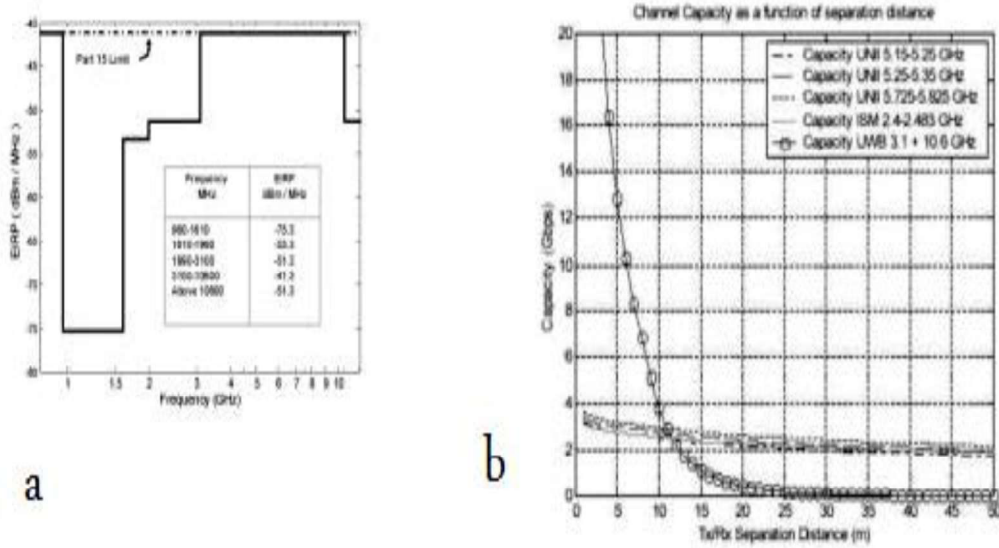 Part 15 Limit
EIRP (dBm / MHz)
Frequency
MHz
EIRP
dBm / MHz
960-1610
-75.3
1610-1990
-53.3
1990-3100
-51.3
3100-10600
-41.3
Above 10600
-51.3
-75
-80
1 1.5 2 3 4 5 6 7 8 9 10
Frequency (GHz)
a
Channel Capacity as a function of separation distance
Capacity UNII 5.15-5.25 GHz
Capacity UNII 5.25-5.35 GHz
Capacity UNII 5.725-5.825 GHz
Capacity ISM 2.4-2.483 GHz
Capacity UWB 3.1 + 10.6 GHz
Capacity (Gbps)
20
18
16
14
12
10
8
6
4
2
0
0 5 10 15 20 25 30 35 40 45 50
Tx/Rx Separation Distance (m)
b